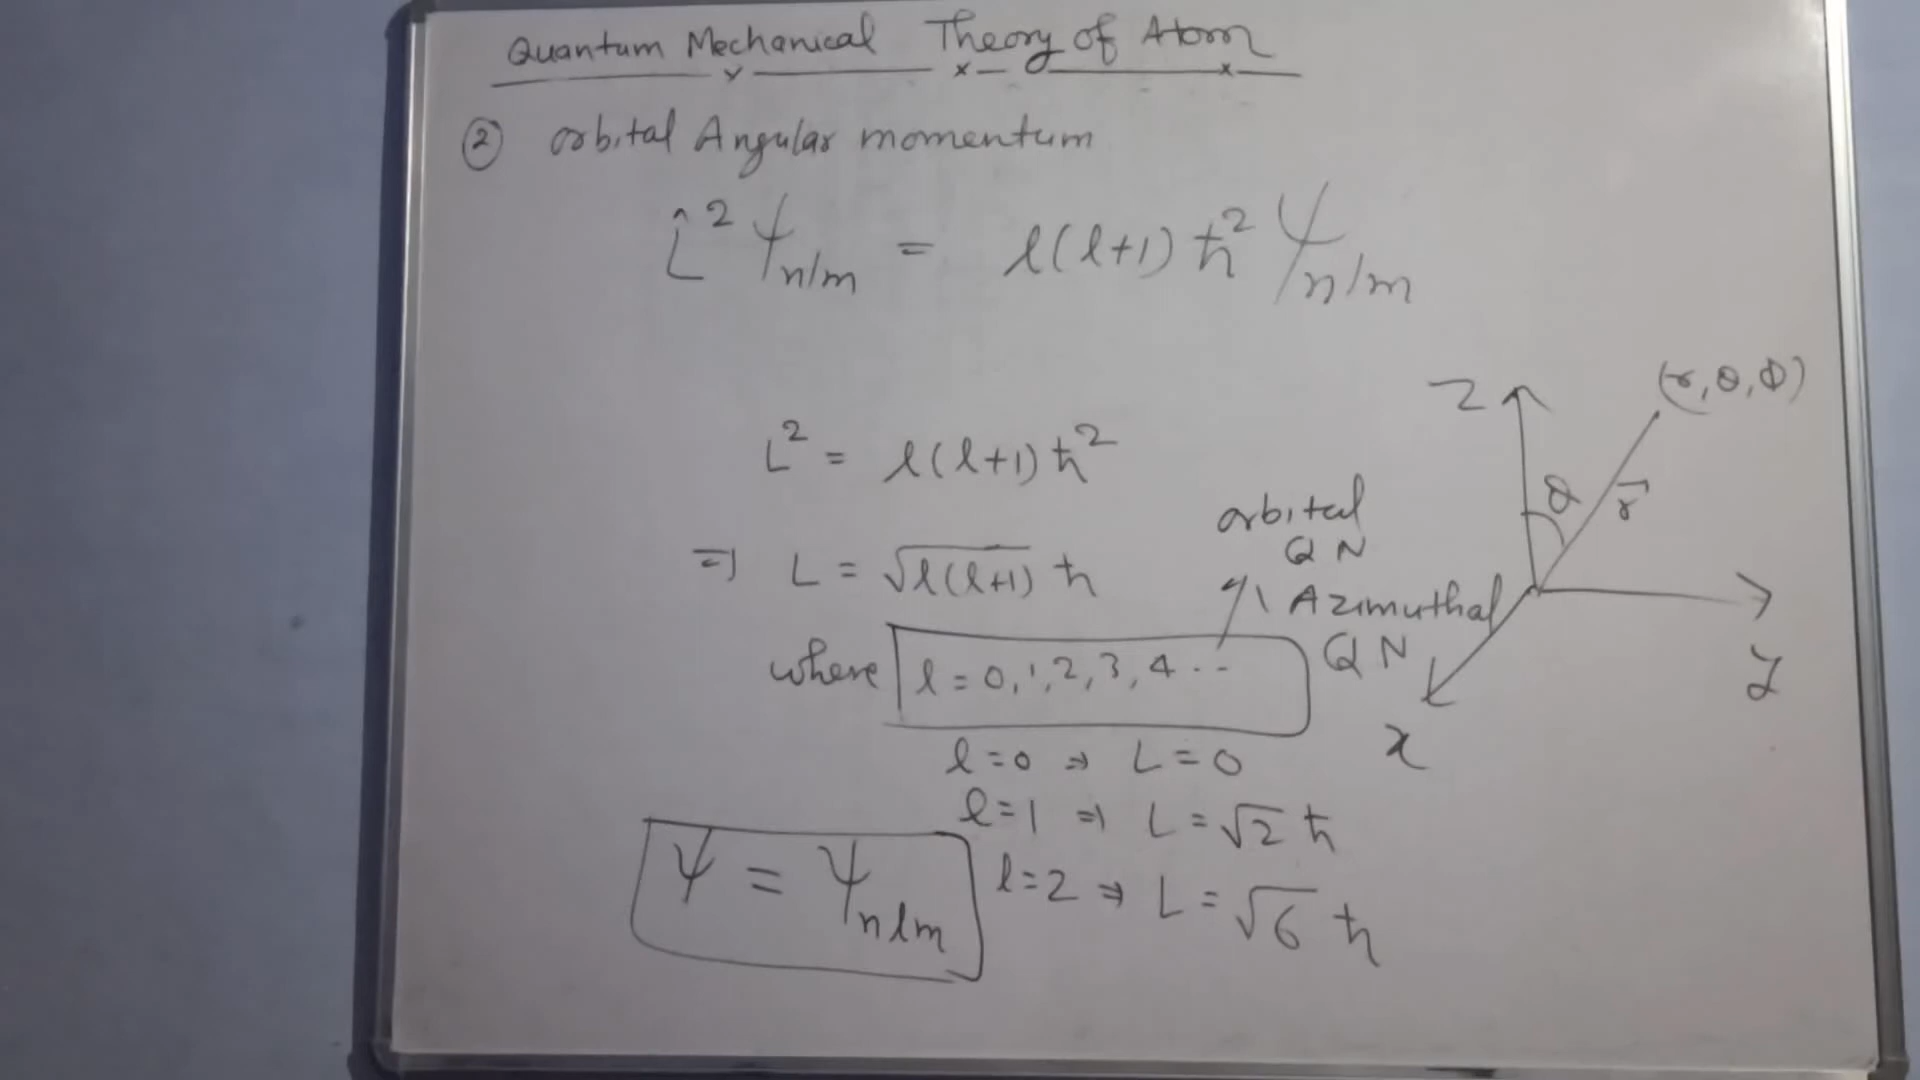 Quantum Mechanical Theory of Atom
② orbital Angular momentum
L̂² Ψnlm = l(l+1) ħ² Ψnlm
L² = l(l+1) ħ²
⇒ L = √l(l+1) ħ
where l = 0,1,2,3,4 ..
orbital
QN
Azimuthal
QN
l=0 ⇒ L=0
l=1 ⇒ L=√2 ħ
l=2 ⇒ L=√6 ħ
Ψ = Ψnlm
Z
(r,θ,Φ)
θ
r⃗
y
x